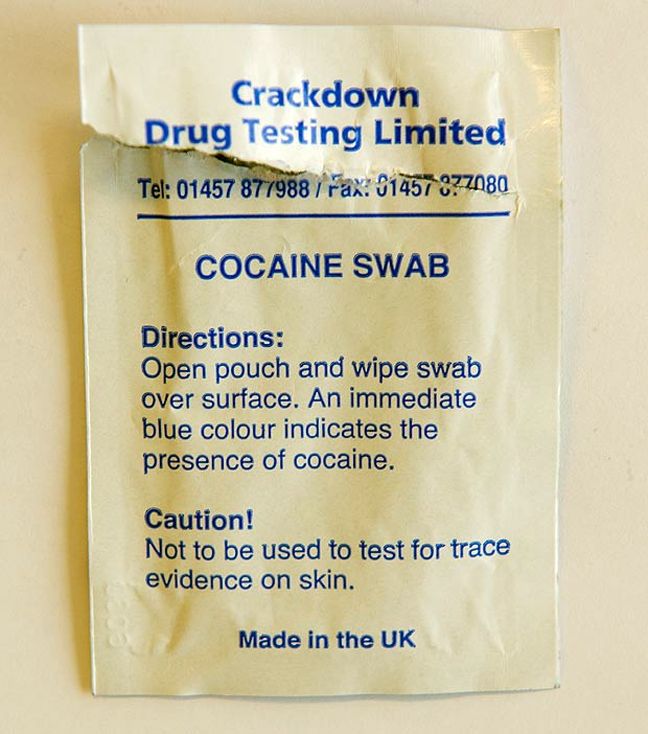 Crackdown
Drug Testing Limited
Tel: 01457 877988 / Fax: 01457 877080
COCAINE SWAB
Directions:
Open pouch and wipe swab
over surface. An immediate
blue colour indicates the
presence of cocaine.
Caution!
Not to be used to test for trace
evidence on skin.
Made in the UK